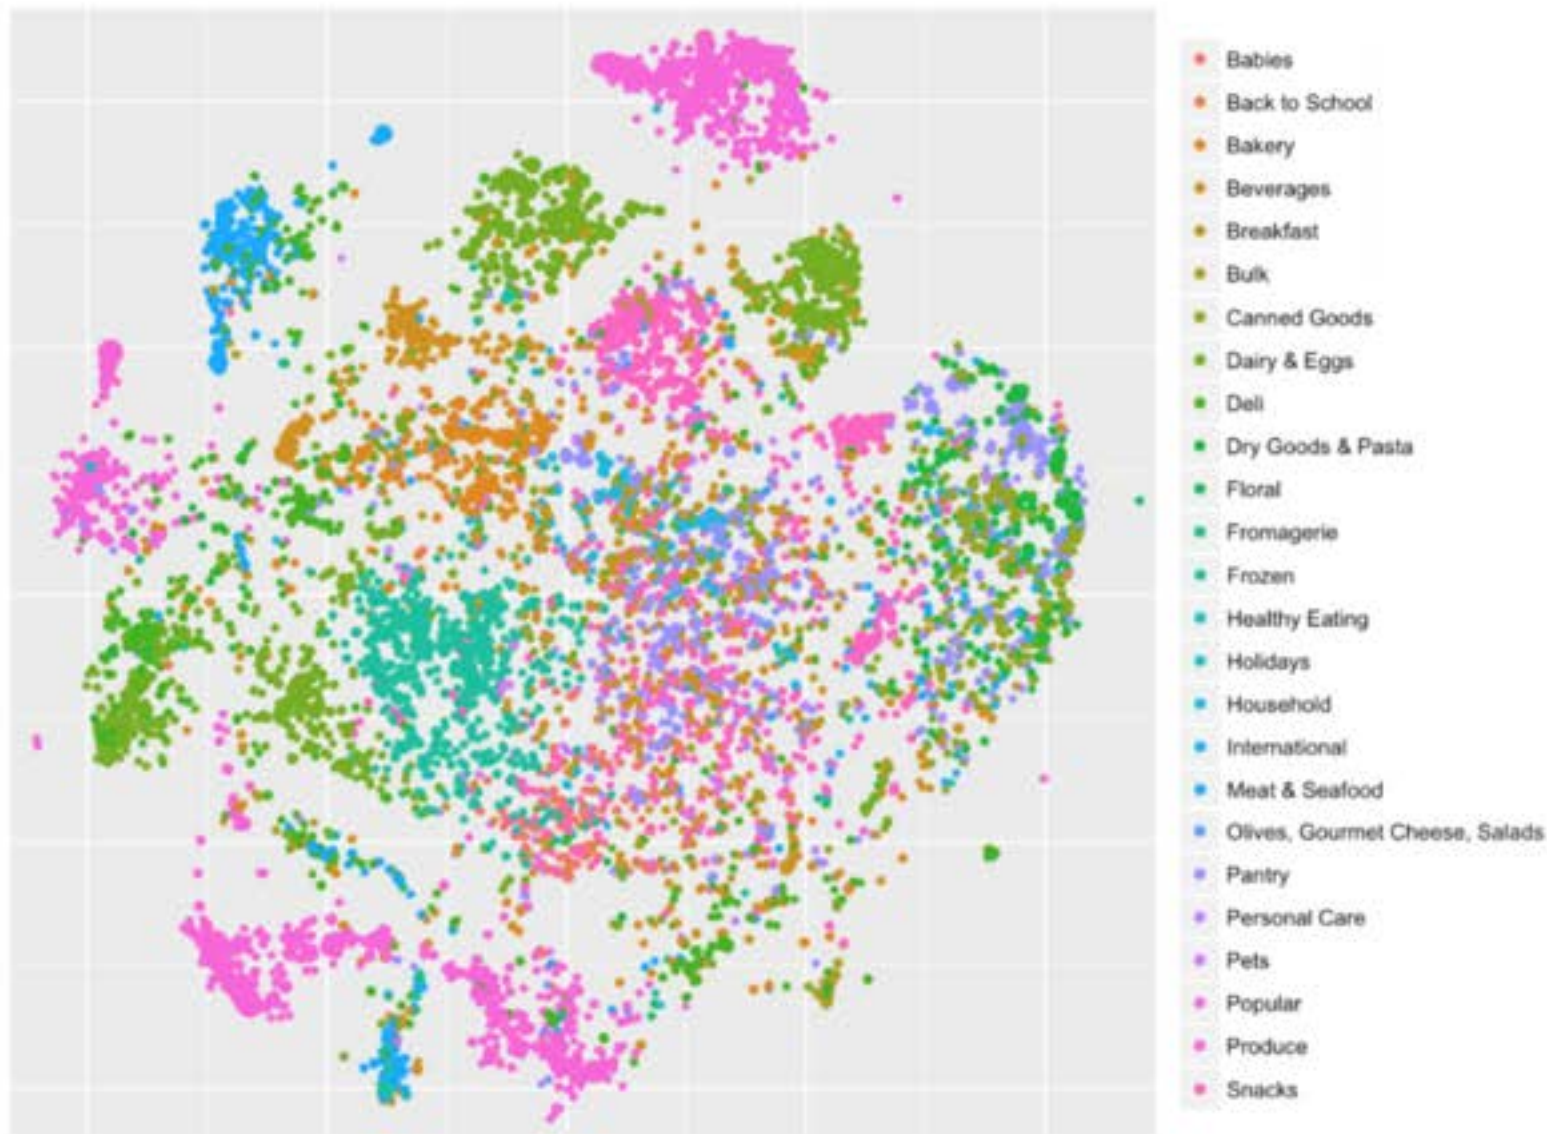 Babies
Back to School
Bakery
Beverages
Breakfast
Bulk
Canned Goods
Dairy & Eggs
Deli
Dry Goods & Pasta
Floral
Fromagerie
Frozen
Healthy Eating
Holidays
Household
International
Meat & Seafood
Olives, Gourmet Cheese, Salads
Pantry
Personal Care
Pets
Popular
Produce
Snacks